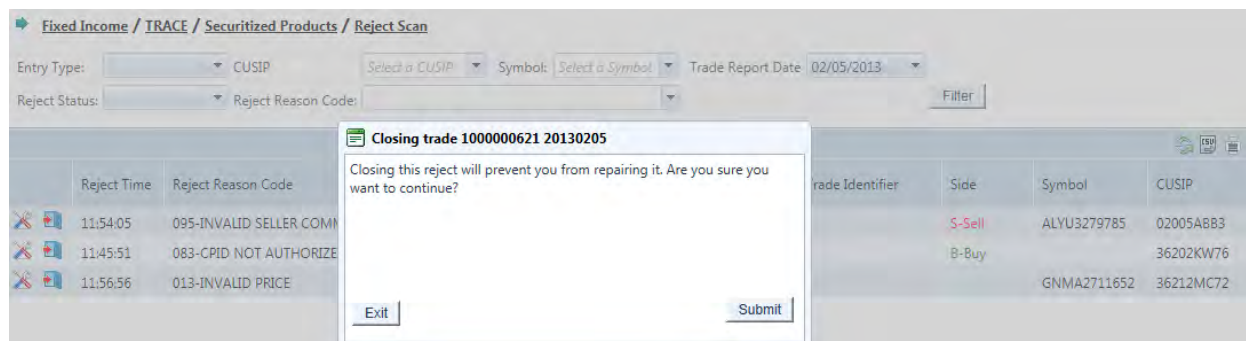 Fixed Income / TRACE / Securitized Products / Reject Scan
Entry Type: CUSIP Select a CUSIP Symbol: Select a Symbol Trade Report Date 02/05/2013
Reject Status: Reject Reason Code: Filter
Closing trade 1000000621 20130205
Closing this reject will prevent you from repairing it. Are you sure you
want to continue?
CSV
Reject Time Reject Reason Code Trade Identifier Side Symbol CUSIP
11:54:05 095-INVALID SELLER COMM S-Sell ALYU3279785 02005ABB3
11:45:51 083-CPID NOT AUTHORIZE B-Buy 36202KW76
11:56:56 013-INVALID PRICE GNMA2711652 36212MC72
Exit Submit